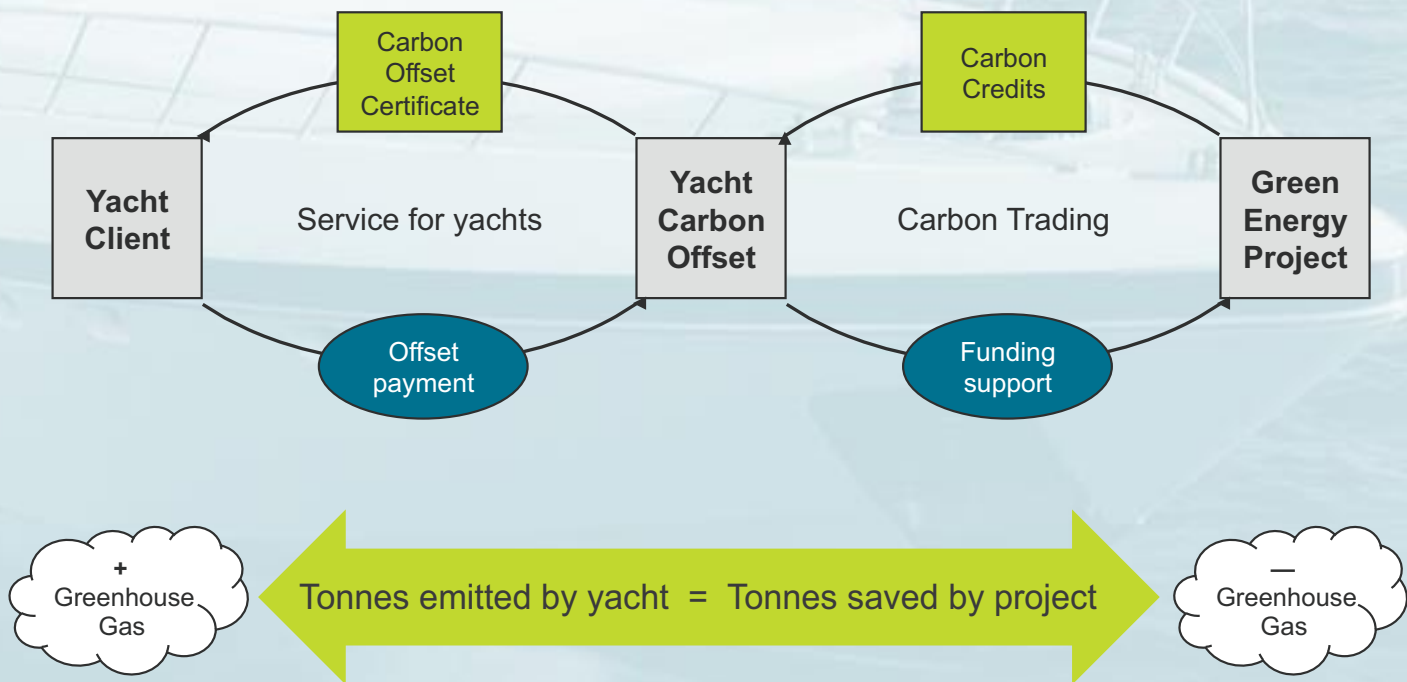 Carbon
Offset
Certificate
Carbon
Credits
Yacht
Client
Service for yachts
Yacht
Carbon
Offset
Carbon Trading
Green
Energy
Project
Offset
payment
Funding
support
+
Greenhouse
Gas
Tonnes emitted by yacht = Tonnes saved by project
—
Greenhouse
Gas